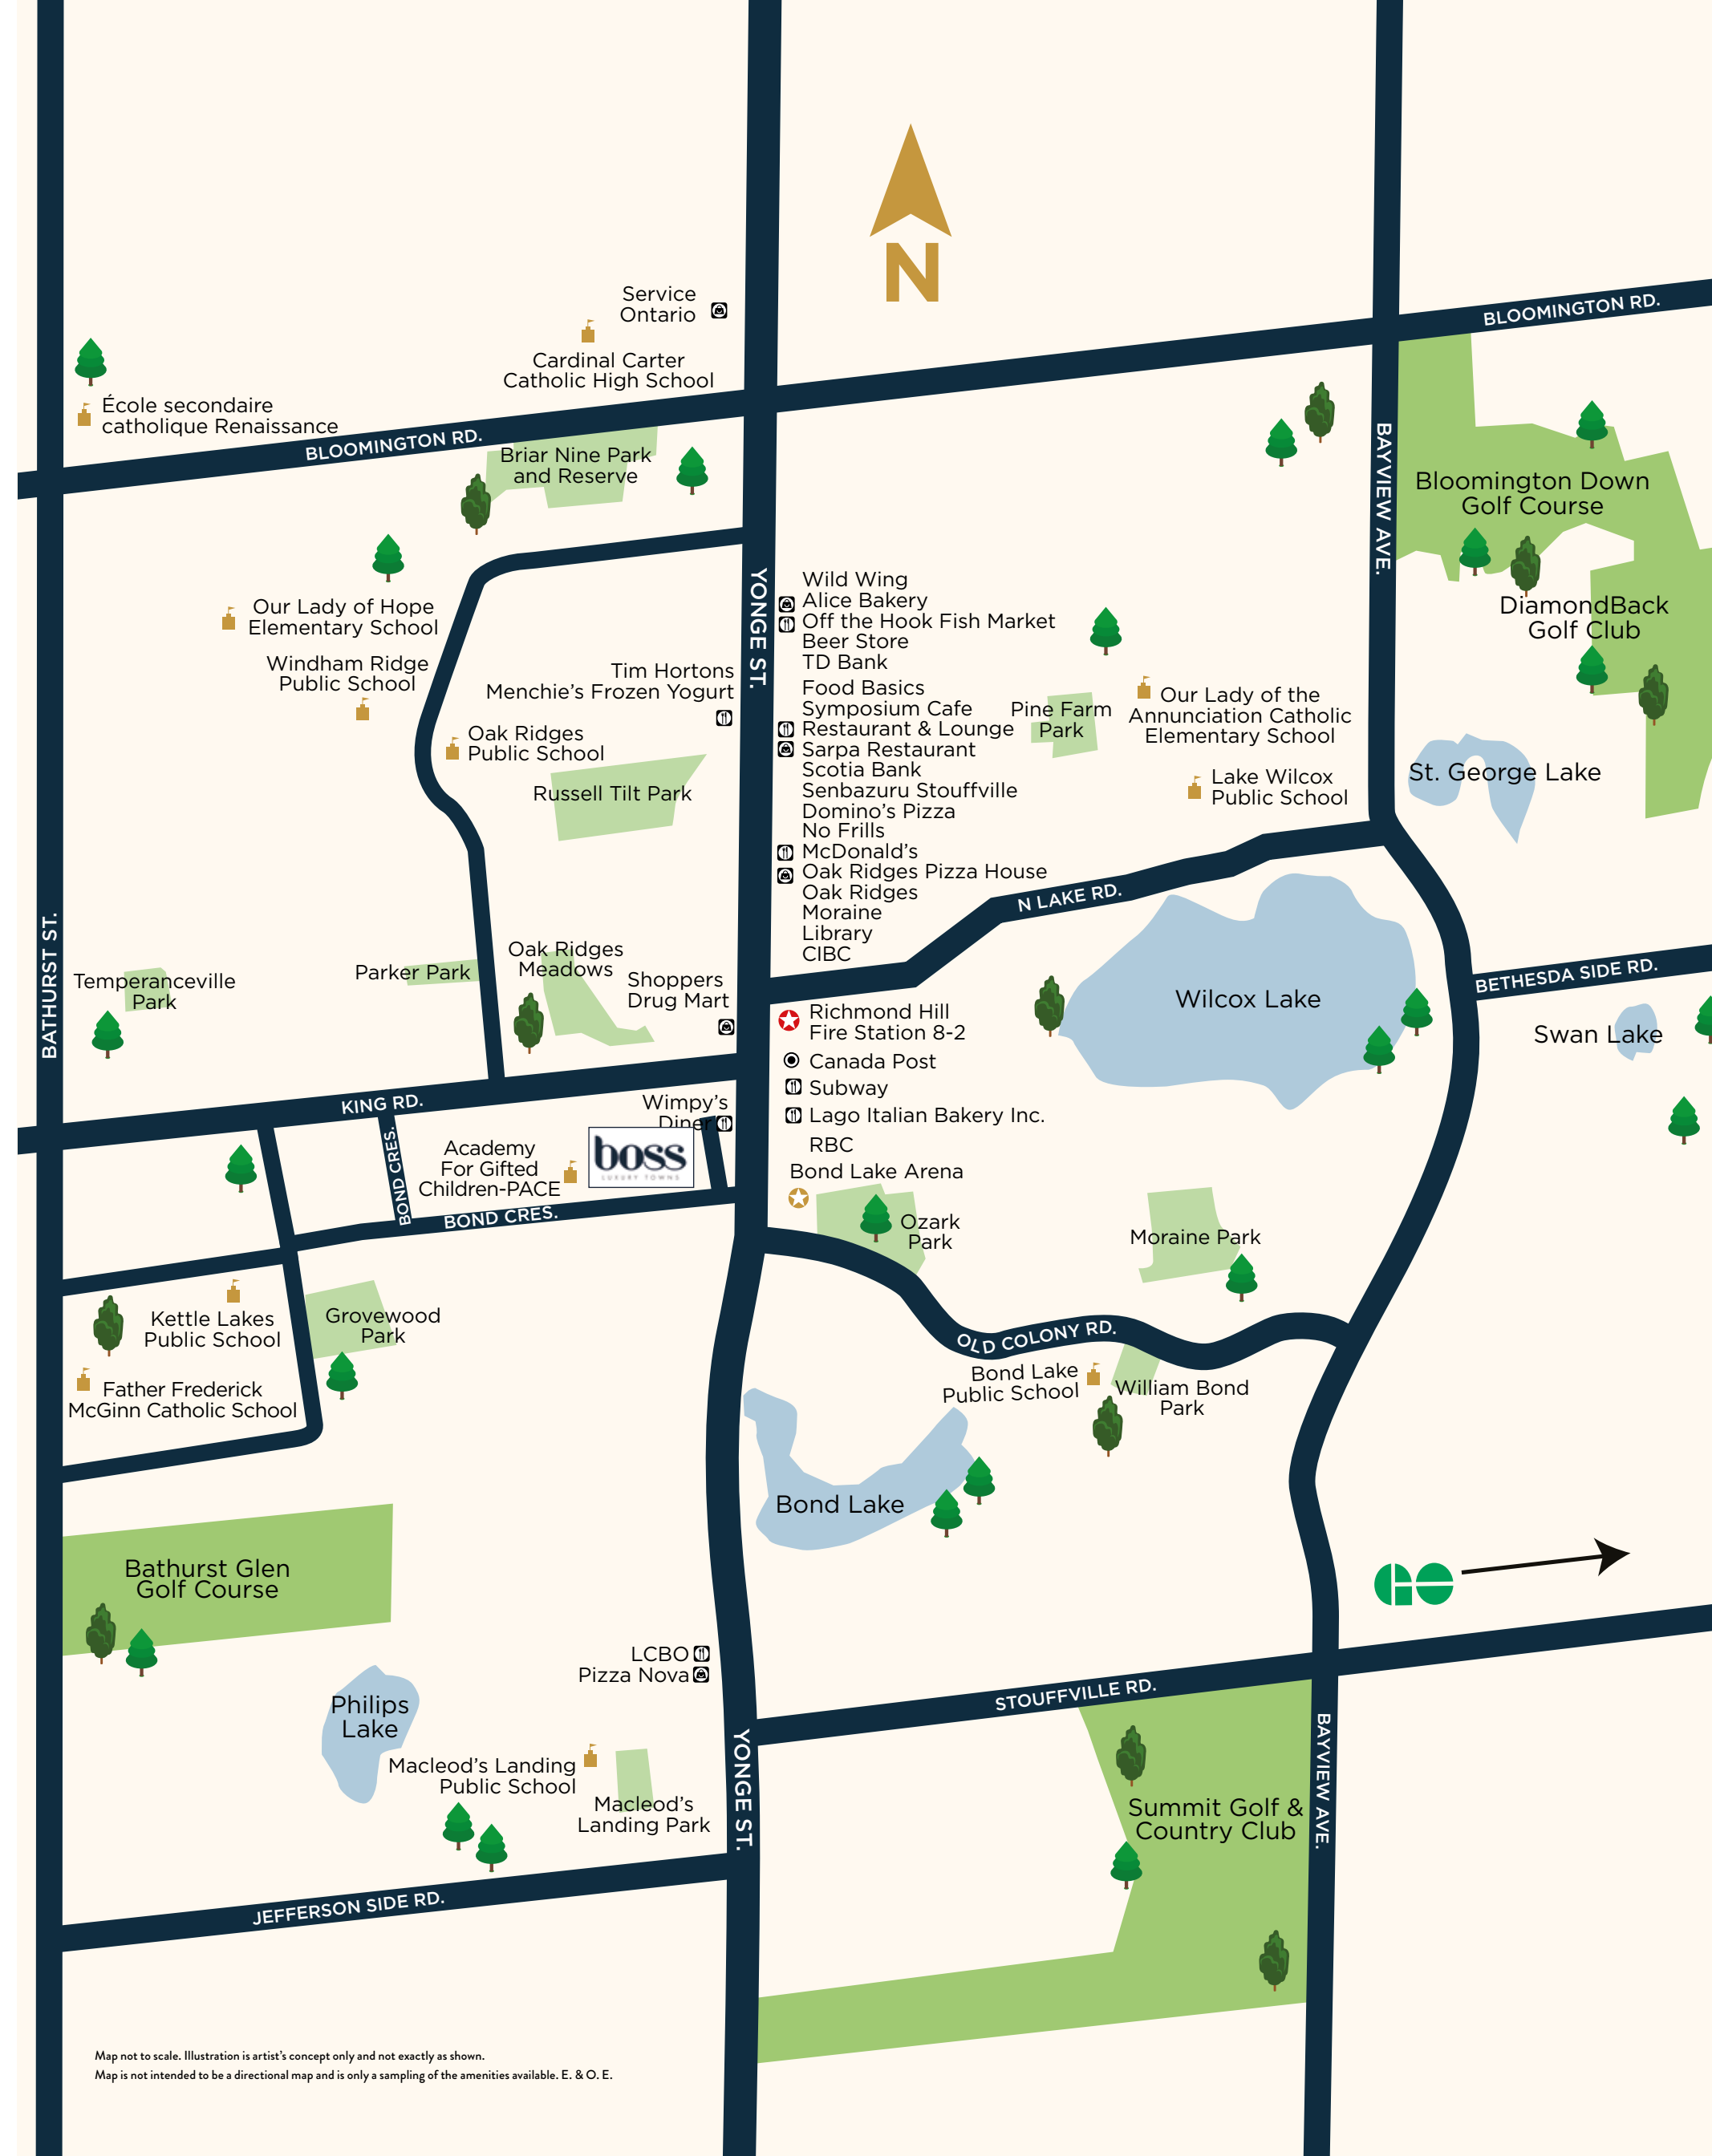 N
Service
Ontario
Cardinal Carter
Catholic High School
École secondaire
catholique Renaissance
BLOOMINGTON RD.
BLOOMINGTON RD.
Briar Nine Park
and Reserve
BAYVIEW AVE.
Bloomington Down
Golf Course
DiamondBack
Golf Club
Our Lady of Hope
Elementary School
Windham Ridge
Public School
Tim Hortons
Menchie's Frozen Yogurt
Oak Ridges
Public School
Russell Tilt Park
YONGE ST.
Wild Wing
Alice Bakery
Off the Hook Fish Market
Beer Store
TD Bank
Food Basics
Symposium Cafe
Restaurant & Lounge
Sarpa Restaurant
Scotia Bank
Senbazuru Stouffville
Domino's Pizza
No Frills
McDonald's
Oak Ridges Pizza House
Oak Ridges
Moraine
Library
CIBC
Pine Farm
Park
Our Lady of the
Annunciation Catholic
Elementary School
Lake Wilcox
Public School
St. George Lake
N LAKE RD.
BATHURST ST.
Temperanceville
Park
Parker Park
Oak Ridges
Meadows
Shoppers
Drug Mart
Richmond Hill
Fire Station 8-2
Canada Post
Subway
Lago Italian Bakery Inc.
RBC
Bond Lake Arena
Wilcox Lake
BETHESDA SIDE RD.
Swan Lake
KING RD.
Wimpy's
Diner
BOND CRES.
Academy
For Gifted
Children-PACE
boss
LUXURY TOWNS
BOND CRES.
Ozark
Park
Moraine Park
Kettle Lakes
Public School
Grovewood
Park
Father Frederick
McGinn Catholic School
OLD COLONY RD.
Bond Lake
Public School
William Bond
Park
Bond Lake
Bathurst Glen
Golf Course
GO
LCBO
Pizza Nova
STOUFFVILLE RD.
Philips
Lake
Macleod's Landing
Public School
Macleod's
Landing Park
YONGE ST.
BAYVIEW AVE.
Summit Golf &
Country Club
JEFFERSON SIDE RD.
Map not to scale. Illustration is artist's concept only and not exactly as shown.
Map is not intended to be a directional map and is only a sampling of the amenities available. E. & O. E.